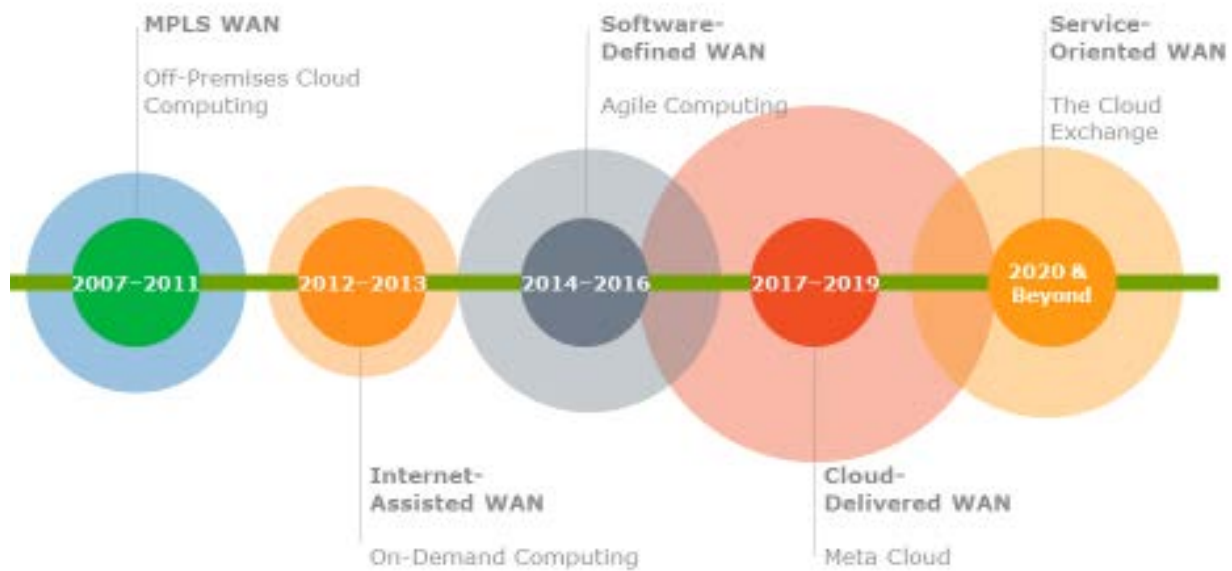 MPLS WAN
Off-Premises Cloud
Computing
Software-
Defined WAN
Agile Computing
Service-
Oriented WAN
The Cloud
Exchange
2007–2011
2012–2013
2014–2016
2017–2019
2020 &
Beyond
Internet-
Assisted WAN
On-Demand Computing
Cloud-
Delivered WAN
Meta Cloud